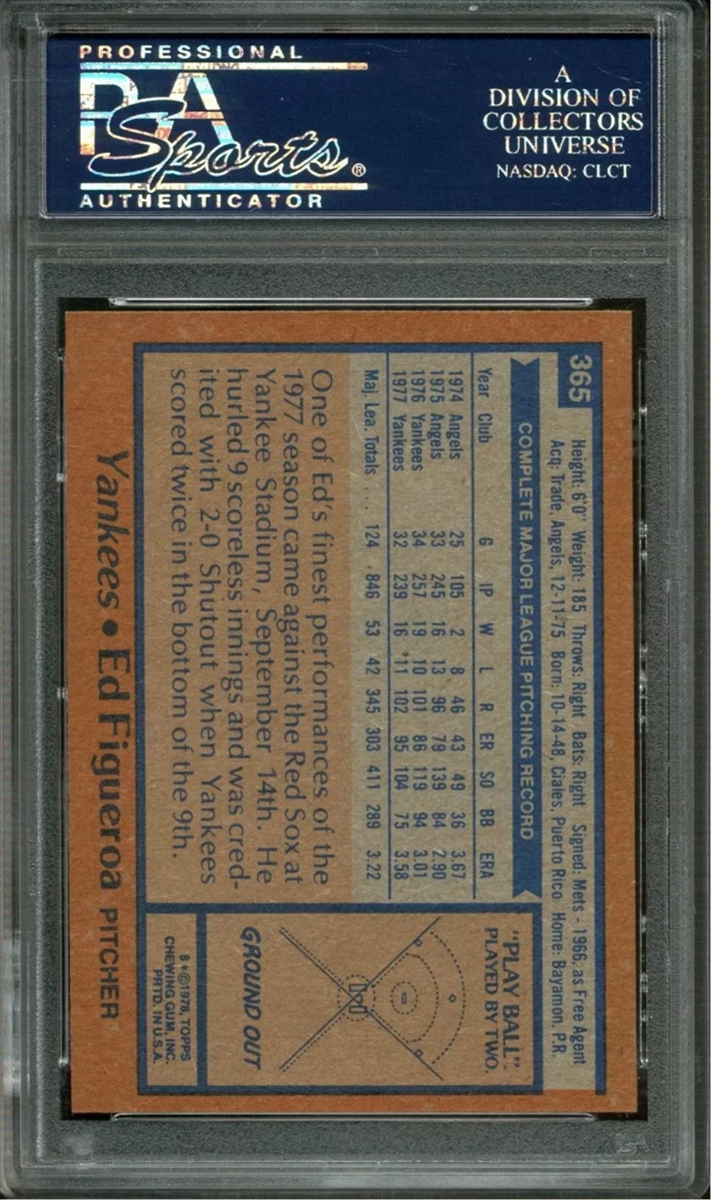 PROFESSIONAL
PSA
Sports®
AUTHENTICATOR
A
DIVISION OF
COLLECTORS
UNIVERSE
NASDAQ: CLCT
365
Height: 6'0" Weight: 185 Throws: Right Bats: Right Signed: Mets - 1966, as Free Agent
Acq: Trade, Angels, 12-11-75 Born: 10-14-48, Ciales, Puerto Rico Home: Bayamon, P.R.
COMPLETE MAJOR LEAGUE PITCHING RECORD
Year Club G IP W L R ER SO BB ERA
1974 Angels 25 105 2 8 46 43 49 36 3.67
1975 Angels 33 245 16 13 96 79 139 84 2.90
1976 Yankees 34 257 19 10 101 86 119 94 3.01
1977 Yankees 32 239 16 11 102 95 104 75 3.58
Maj. Lea. Totals .... 124 846 53 42 345 303 411 289 3.22
One of Ed's finest performances of the
1977 season came against the Red Sox at
Yankee Stadium, September 14th. He
hurled 9 scoreless innings and was cred-
ited with 2-0 Shutout when Yankees
scored twice in the bottom of the 9th.
"PLAY BALL".
PLAYED BY TWO.
GROUND OUT
Yankees • Ed Figueroa PITCHER
B*©1978, TOPPS
CHEWING GUM, INC.
PRTD. IN U.S.A.